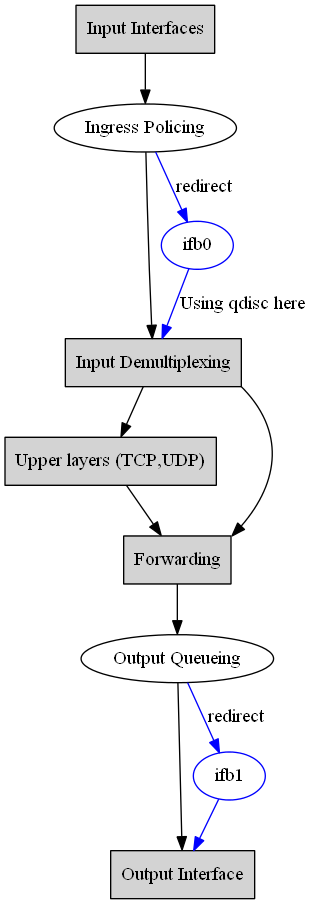 Input Interfaces
Ingress Policing
redirect
ifb0
Using qdisc here
Input Demultiplexing
Upper layers (TCP,UDP)
Forwarding
Output Queueing
redirect
ifb1
Output Interface